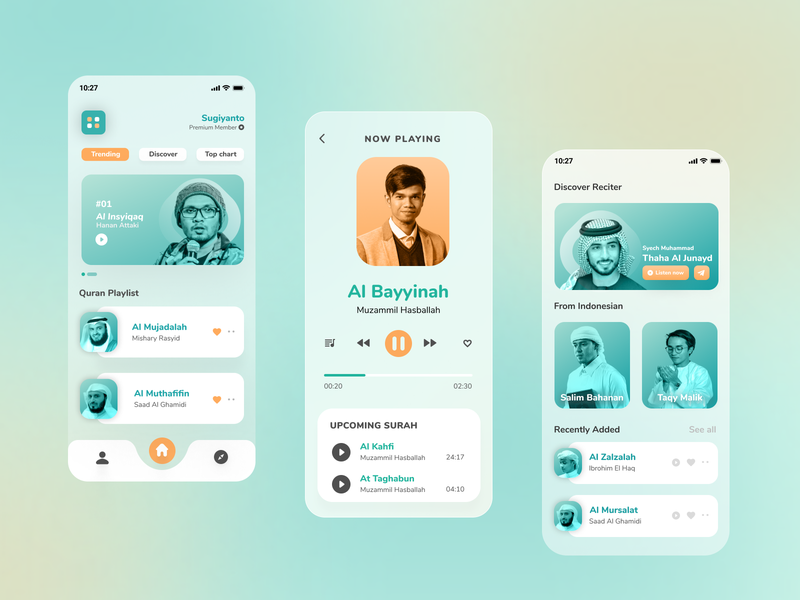 10:27
Sugiyanto
Premium Member
Trending
Discover
Top chart
#01
Al Insyiqaq
Hanan Attaki
Quran Playlist
Al Mujadalah
Mishary Rasyid
Al Muthafifin
Saad Al Ghamidi
NOW PLAYING
Al Bayyinah
Muzammil Hasballah
00:20
02:30
UPCOMING SURAH
Al Kahfi
Muzammil Hasballah
24:17
At Taghabun
Muzammil Hasballah
04:10
10:27
Discover Reciter
Syech Muhammad
Thaha Al Junayd
Listen now
From Indonesian
Salim Bahanan
Taqy Malik
Recently Added
See all
Al Zalzalah
Ibrohim El Haq
Al Mursalat
Saad Al Ghamidi